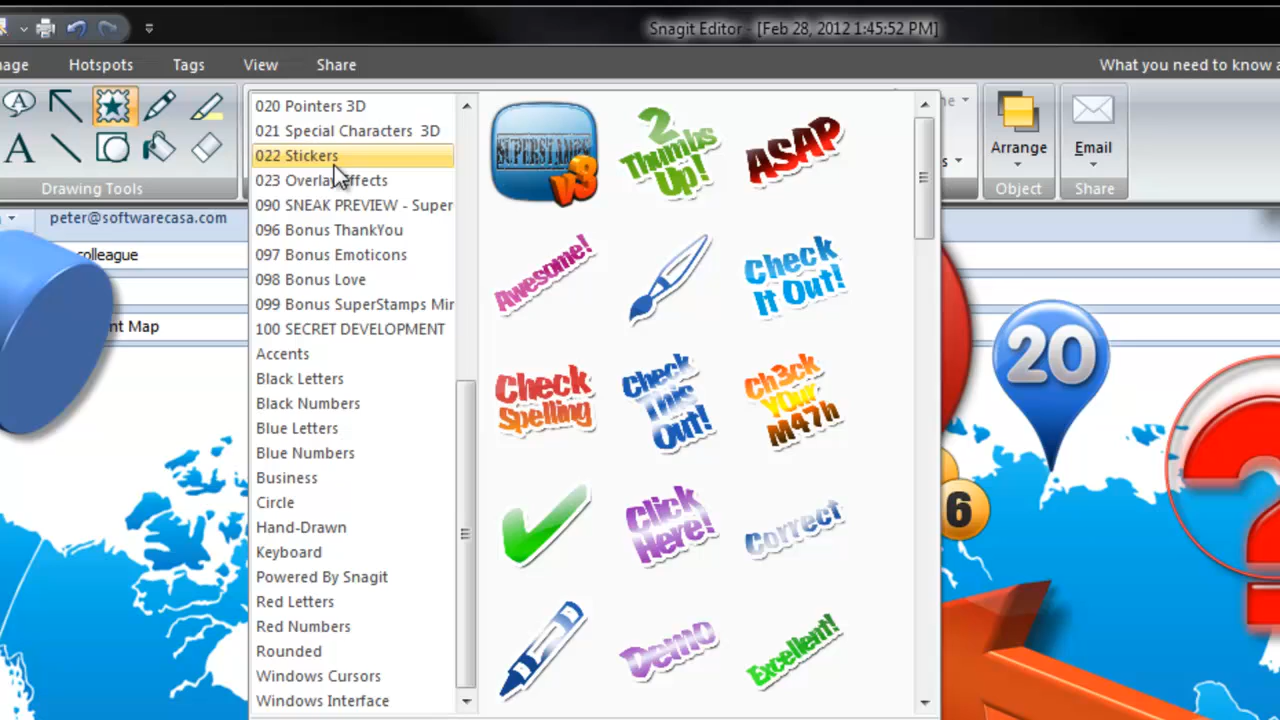 Snagit Editor - [Feb 28, 2012 1:45:52 PM]
Hotspots Tags View Share
What you need to know a
Drawing Tools
Arrange
Object
Email
Share
peter@softwarecasa.com
colleague
nt Map
020 Pointers 3D
021 Special Characters 3D
022 Stickers
023 Overlay Effects
090 SNEAK PREVIEW - Super
096 Bonus ThankYou
097 Bonus Emoticons
098 Bonus Love
099 Bonus SuperStamps Mir
100 SECRET DEVELOPMENT
Accents
Black Letters
Black Numbers
Blue Letters
Blue Numbers
Business
Circle
Hand-Drawn
Keyboard
Powered By Snagit
Red Letters
Red Numbers
Rounded
Windows Cursors
Windows Interface
SUPERSTAMPS
v3
2
Thumbs
Up!
ASAP
Awesome!
Check
It Out!
Check
Spelling
Check
This
Out!
Ch3ck
YOur
M47h
Click
Here!
Correct
Demo
Excellent!
20
6
?